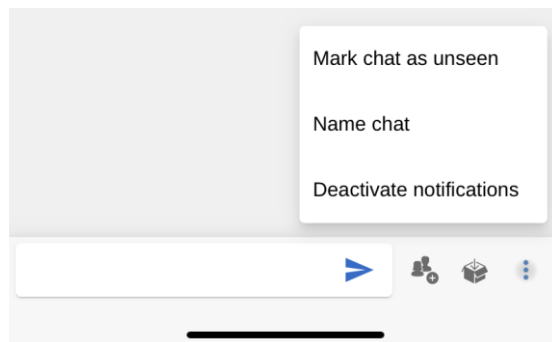 Mark chat as unseen
Name chat
Deactivate notifications